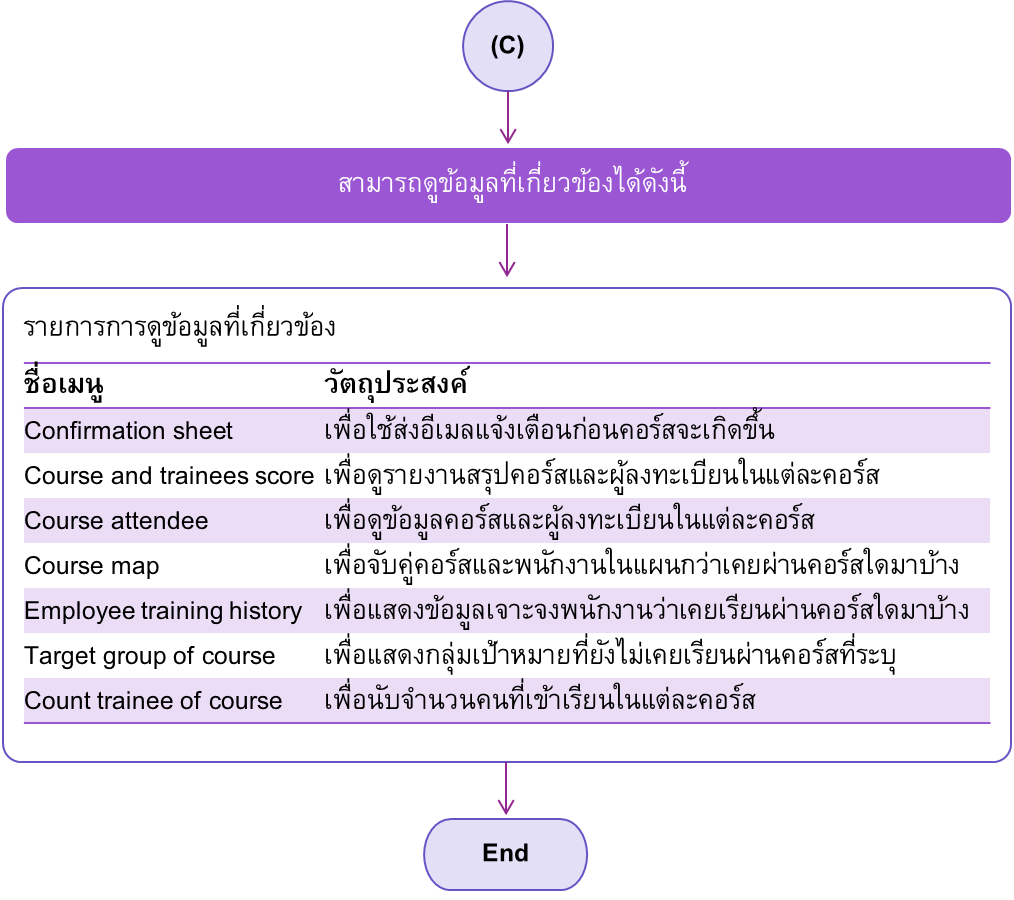 (C)
สามารถดูข้อมูลที่เกี่ยวข้องได้ดังนี้
รายการการดูข้อมูลที่เกี่ยวข้อง
ชื่อเมนู วัตถุประสงค์
Confirmation sheet เพื่อใช้ส่งอีเมลแจ้งเตือนก่อนคอร์สจะเกิดขึ้น
Course and trainees score เพื่อดูรายงานสรุปคอร์สและผู้ลงทะเบียนในแต่ละคอร์ส
Course attendee เพื่อดูข้อมูลคอร์สและผู้ลงทะเบียนในแต่ละคอร์ส
Course map เพื่อจับคู่คอร์สและพนักงานในแผนกว่าเคยผ่านคอร์สใดมาบ้าง
Employee training history เพื่อแสดงข้อมูลเจาะจงพนักงานว่าเคยเรียนผ่านคอร์สใดมาบ้าง
Target group of course เพื่อแสดงกลุ่มเป้าหมายที่ยังไม่เคยเรียนผ่านคอร์สที่ระบุ
Count trainee of course เพื่อนับจำนวนคนที่เข้าเรียนในแต่ละคอร์ส
End